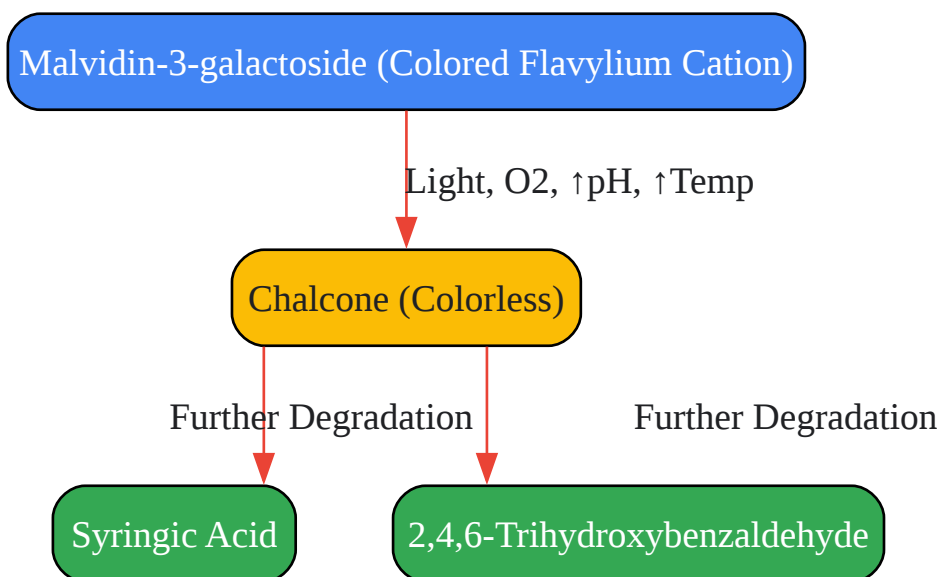 Malvidin-3-galactoside (Colored Flavylium Cation)
Light, O2, ↑pH, ↑Temp
Chalcone (Colorless)
Further Degradation
Further Degradation
Syringic Acid
2,4,6-Trihydroxybenzaldehyde